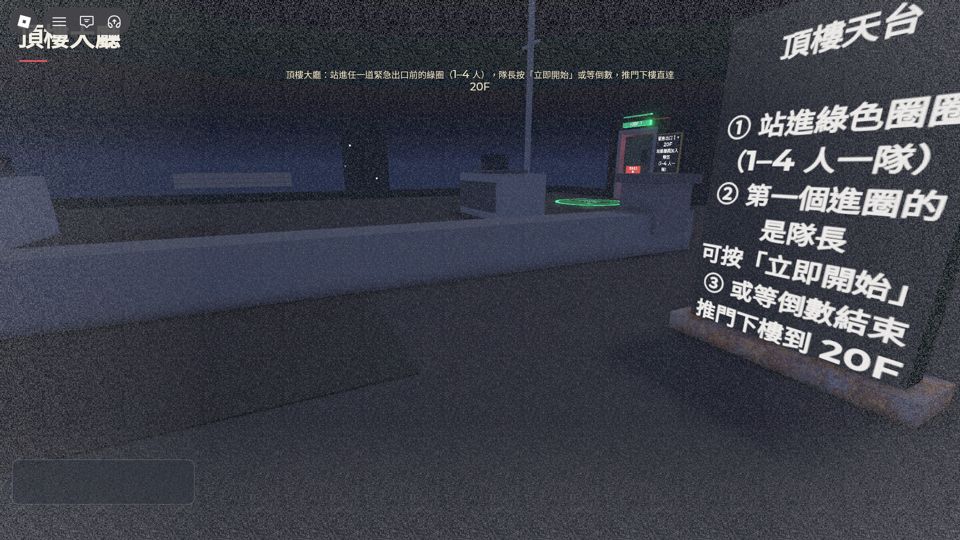 頂樓大廳
頂樓大廳：站進任一道緊急出口前的綠圈（1–4 人），隊長按「立即開始」或等倒數，推門下樓直達
20F
頂樓天台
① 站進綠色圈圈
（1–4 人一隊）
② 第一個進圈的
是隊長
可按「立即開始」
③ 或等倒數結束
推門下樓到 20F